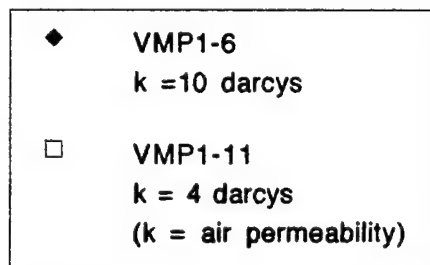 VMP1-6
k =10 darcys
VMP1-11
k = 4 darcys
(k = air permeability)